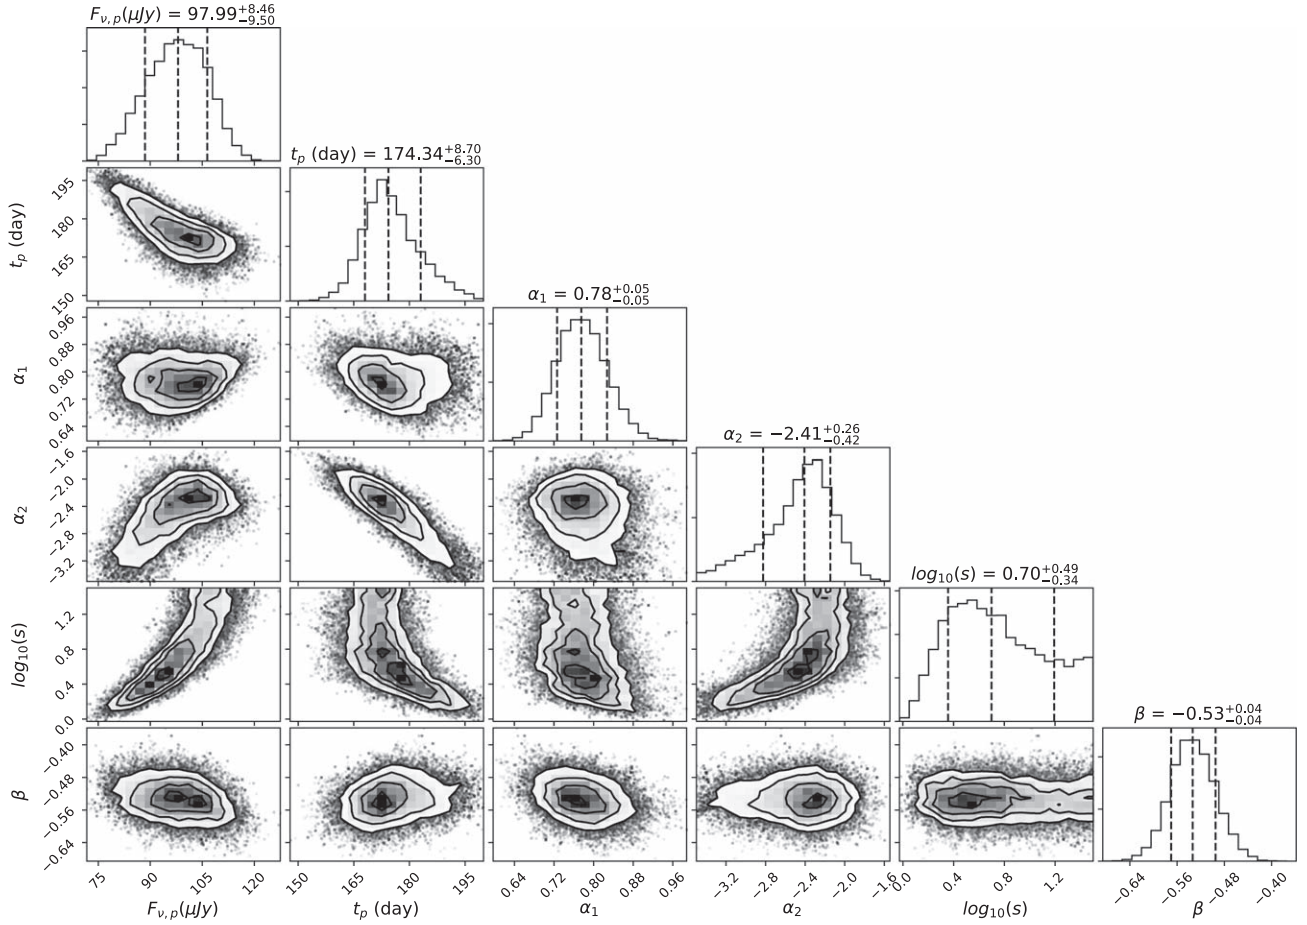 F_{ν,p}(μJy) = 97.99^{+8.46}_{−9.50}
t_p (day) = 174.34^{+8.70}_{−6.30}
195
180
165
150
t_p (day)
α_1 = 0.78^{+0.05}_{−0.05}
0.96
0.88
0.80
0.72
0.64
α_1
α_2 = −2.41^{+0.26}_{−0.42}
−1.6
−2.0
−2.4
−2.8
−3.2
α_2
log_{10}(s) = 0.70^{+0.49}_{−0.34}
1.2
0.8
0.4
0.0
log_{10}(s)
β = −0.53^{+0.04}_{−0.04}
−0.40
−0.48
−0.56
−0.64
β
75 90 105 120 150 165 180 195 0.64 0.72 0.80 0.88 0.96 −3.2 −2.8 −2.4 −2.0 −1.6 0.0 0.4 0.8 1.2 −0.64 −0.56 −0.48 −0.40
F_{ν,p}(μJy) t_p (day) α_1 α_2 log_{10}(s) β